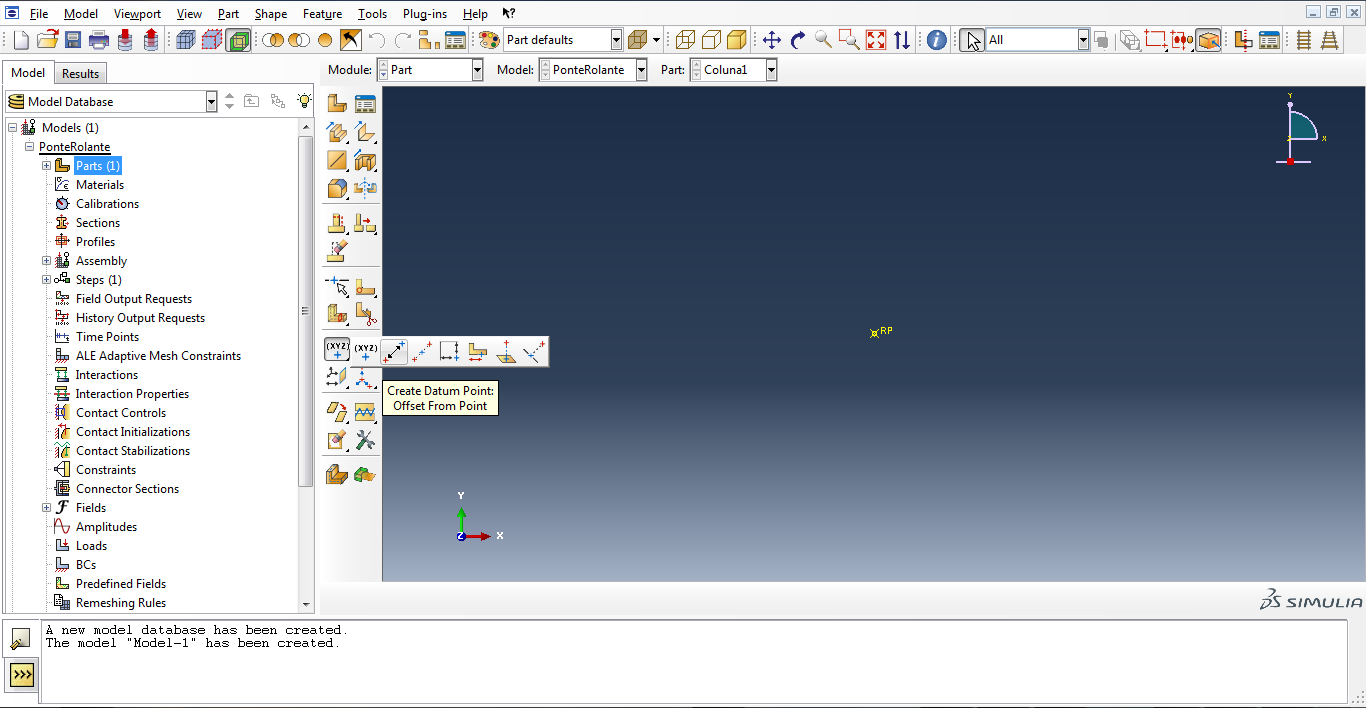 File Model Viewport View Part Shape Feature Tools Plug-ins Help
Part defaults All
Model Results Module: Part Model: PonteRolante Part: Coluna1
Model Database
Models (1)
PonteRolante
Parts (1)
Materials
Calibrations
Sections
Profiles
Assembly
Steps (1)
Field Output Requests
History Output Requests
Time Points
ALE Adaptive Mesh Constraints
Interactions
Interaction Properties
Contact Controls
Contact Initializations
Contact Stabilizations
Constraints
Connector Sections
Fields
Amplitudes
Loads
BCs
Predefined Fields
Remeshing Rules
(XYZ) (XYZ)
Create Datum Point:
Offset From Point
RP
Y
X
Z
Y
X
Z
SIMULIA
A new model database has been created.
The model "Model-1" has been created.
>>>